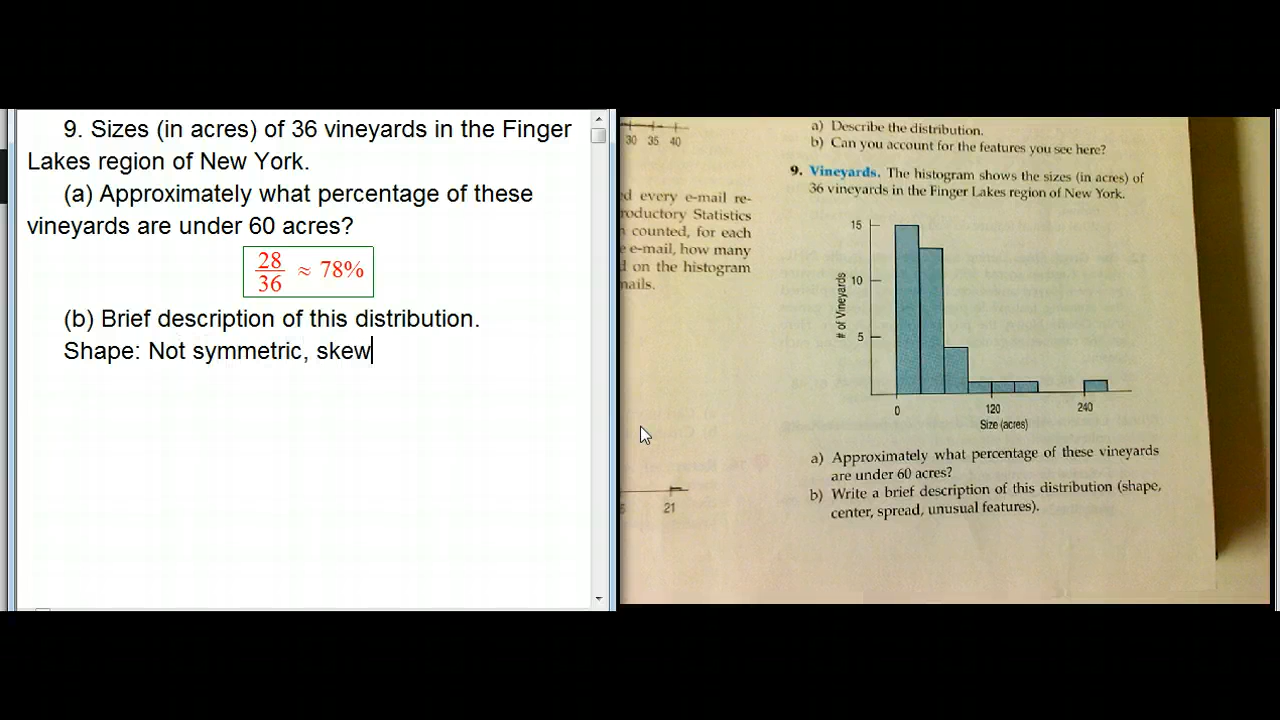 9. Sizes (in acres) of 36 vineyards in the Finger
Lakes region of New York.
(a) Approximately what percentage of these
vineyards are under 60 acres?
28
36
≈ 78%
(b) Brief description of this distribution.
Shape: Not symmetric, skew
30 35 40
ed every e-mail re-
roductory Statistics
counted, for each
e e-mail, how many
d on the histogram
nails.
21
a) Describe the distribution.
b) Can you account for the features you see here?
9. Vineyards. The histogram shows the sizes (in acres) of
36 vineyards in the Finger Lakes region of New York.
15
10
5
# of Vineyards
0 120 240
Size (acres)
a) Approximately what percentage of these vineyards
are under 60 acres?
b) Write a brief description of this distribution (shape,
center, spread, unusual features).